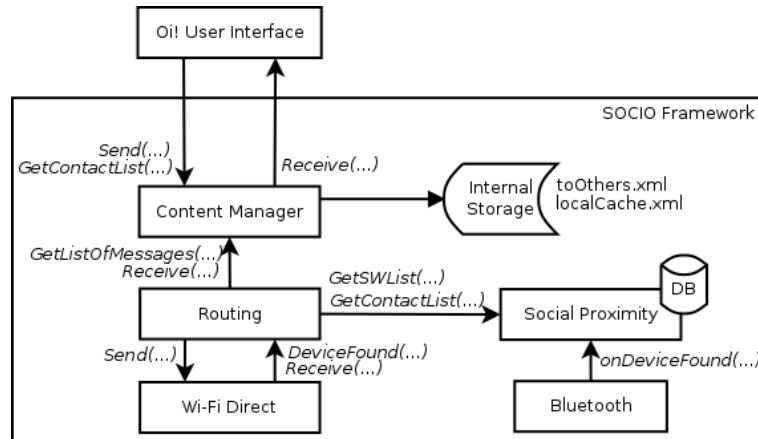 Oi! User Interface
SOCIO Framework
Send(...)
GetContactList(...)
Receive(...)
Content Manager
Internal
Storage
toOthers.xml
localCache.xml
GetListOfMessages(...)
Receive(...)
GetSWList(...)
GetContactList(...)
DB
Routing
Social Proximity
Send(...)
DeviceFound(...)
Receive(...)
onDeviceFound(...)
Wi-Fi Direct
Bluetooth